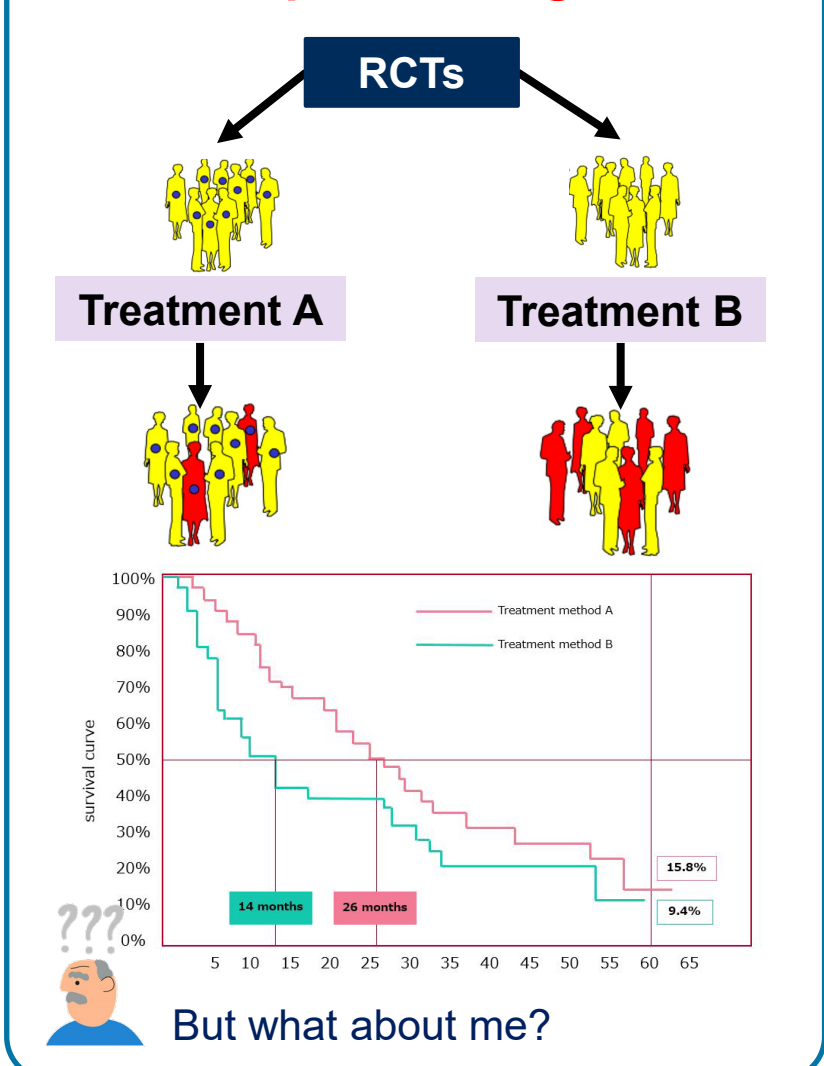 RCTs
Treatment A
Treatment B
100%
90%
80%
70%
60%
50%
40%
30%
20%
10%
0%
survival curve
Treatment method A
Treatment method B
14 months
26 months
15.8%
9.4%
5 10 15 20 25 30 35 40 45 50 55 60 65
???
But what about me?